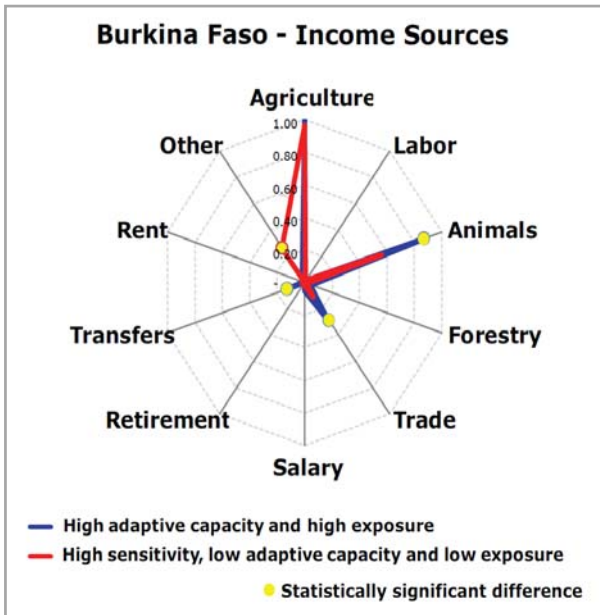 Burkina Faso - Income Sources
Agriculture
Other
Labor
1.00
0.80
0.60
0.40
0.20
-
Rent
Animals
Transfers
Forestry
Retirement
Trade
Salary
High adaptive capacity and high exposure
High sensitivity, low adaptive capacity and low exposure
Statistically significant difference